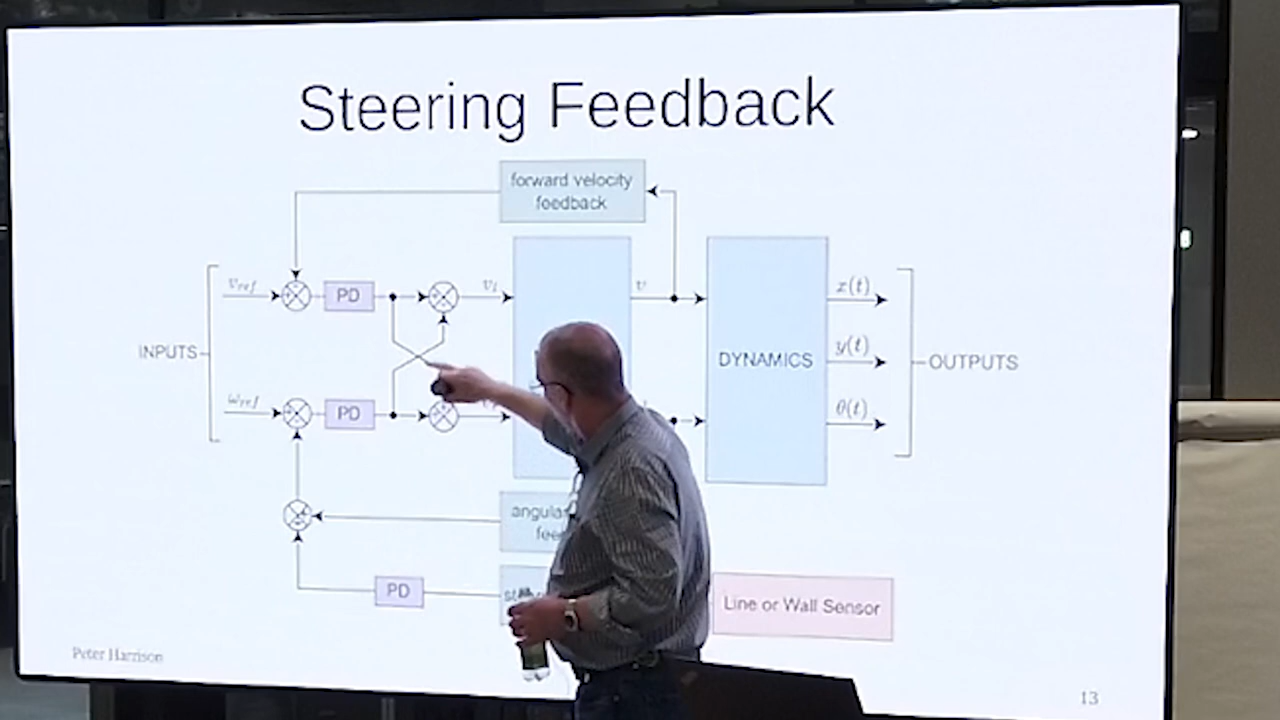 Steering Feedback
forward velocity
feedback
v_ref
PD
v_l
v
x(t)
INPUTS
DYNAMICS
y(t)
OUTPUTS
ω_ref
PD
θ(t)
PD
Line or Wall Sensor
Peter Harrison
13